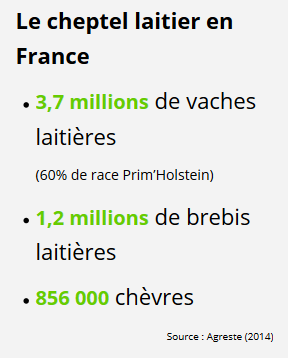 Le cheptel laitier en
France
• 3,7 millions de vaches
laitières
(60% de race Prim’Holstein)
• 1,2 millions de brebis
laitières
• 856 000 chèvres
Source : Agreste (2014)